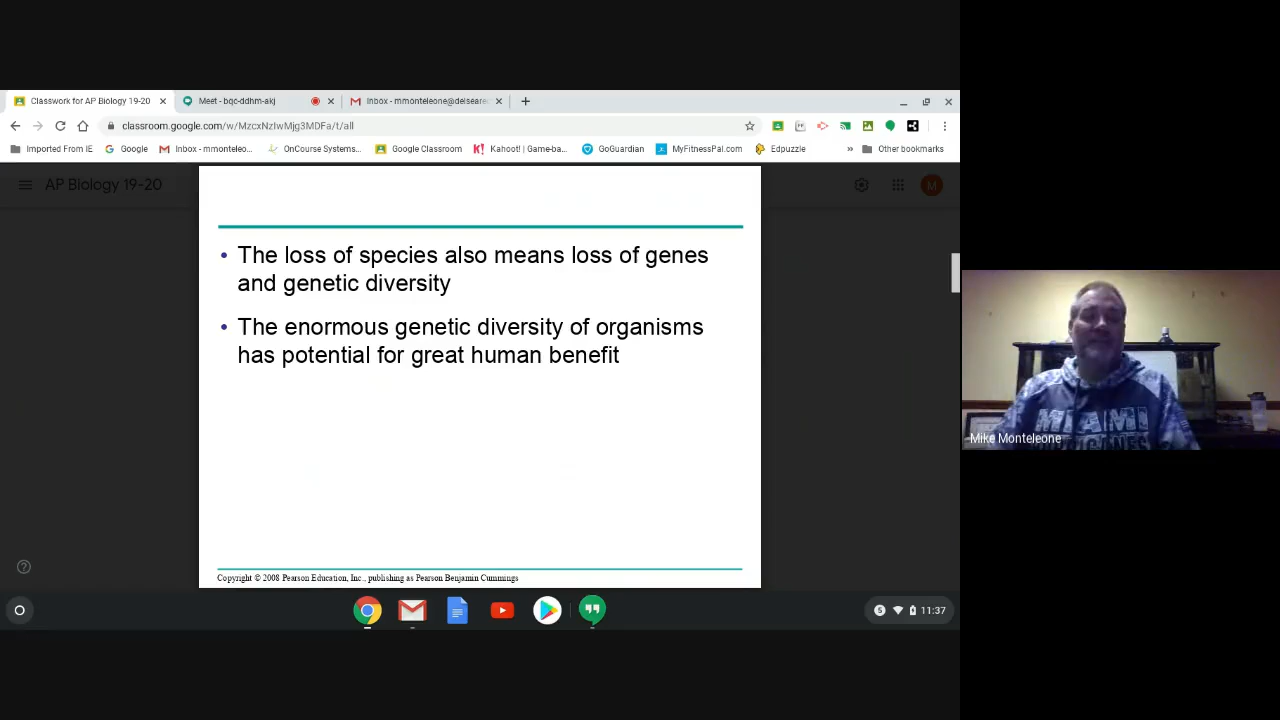 Classwork for AP Biology 19-20
Meet - bqc-ddhm-akj
Inbox - mmonteleone@delseare
classroom.google.com/w/MzcxNzIwMjg3MDFa/t/all
Imported From IE
Google
Inbox - mmonteleo...
OnCourse Systems...
Google Classroom
Kahoot! | Game-ba...
GoGuardian
MyFitnessPal.com
Edpuzzle
»
Other bookmarks
AP Biology 19-20
M
• The loss of species also means loss of genes
and genetic diversity
• The enormous genetic diversity of organisms
has potential for great human benefit
MIAMI
HURRICANES
Mike Monteleone
Copyright © 2008 Pearson Education, Inc., publishing as Pearson Benjamin Cummings
11:37